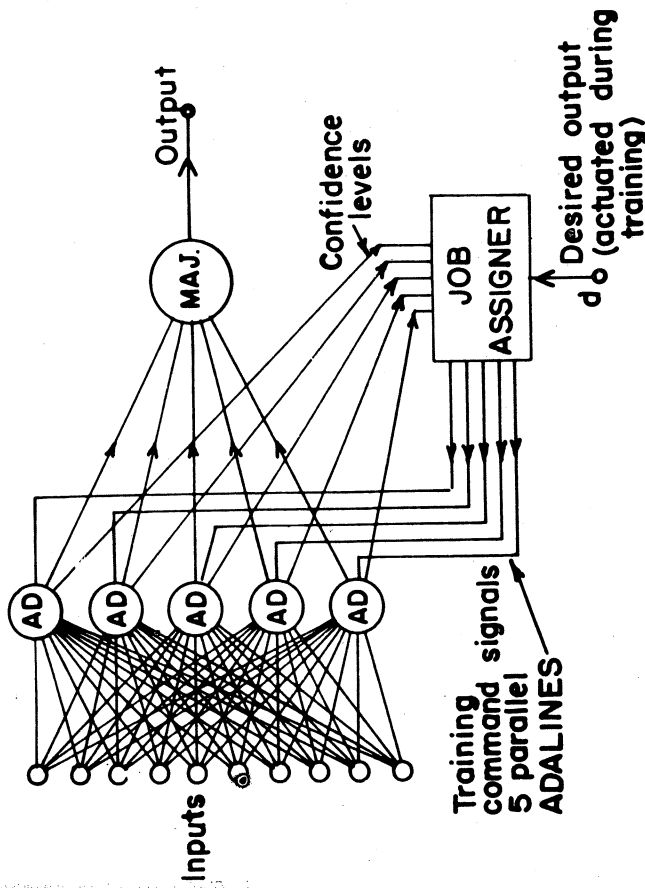 Inputs
AD
AD
AD
AD
AD
MAJ.
Output
Confidence
levels
JOB
ASSIGNER
d
Desired output
(actuated during
training)
Training
command signals
5 parallel
ADALINES